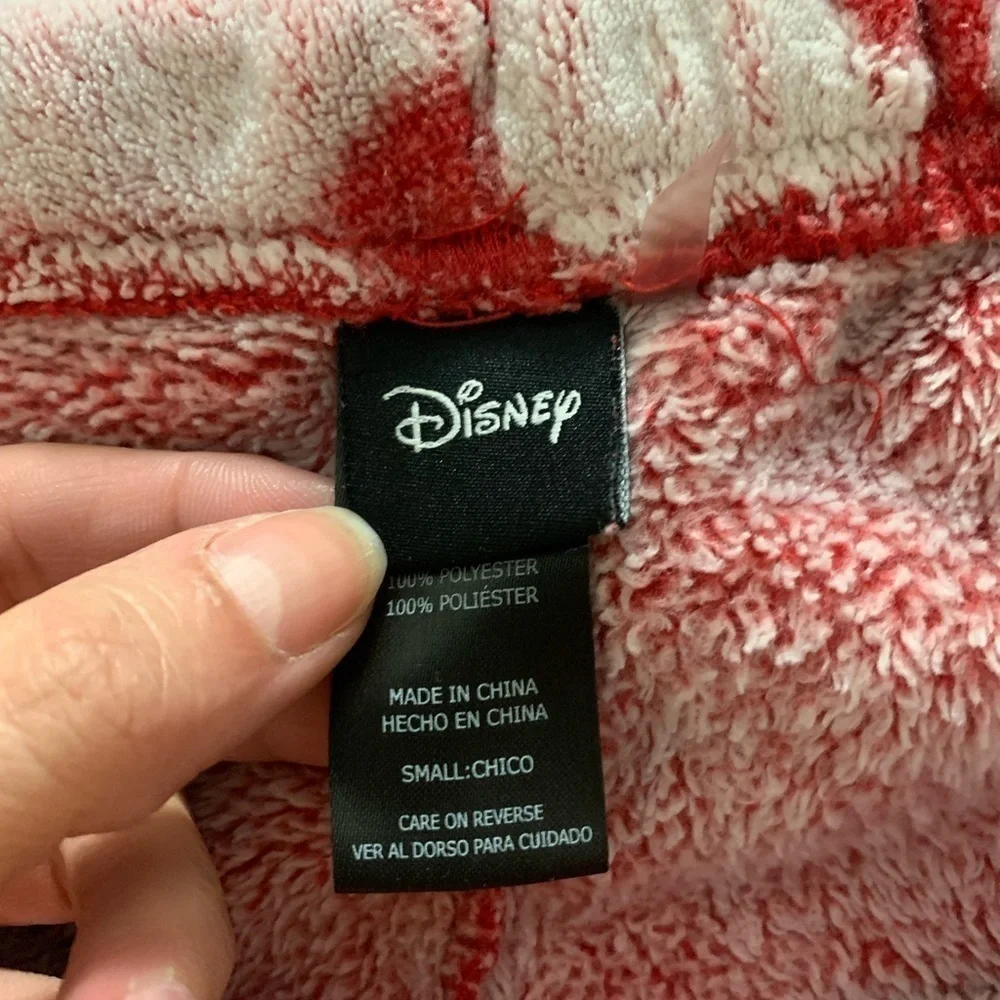 Disney
100% POLYESTER
100% POLIÉSTER
MADE IN CHINA
HECHO EN CHINA
SMALL:CHICO
CARE ON REVERSE
VER AL DORSO PARA CUIDADO